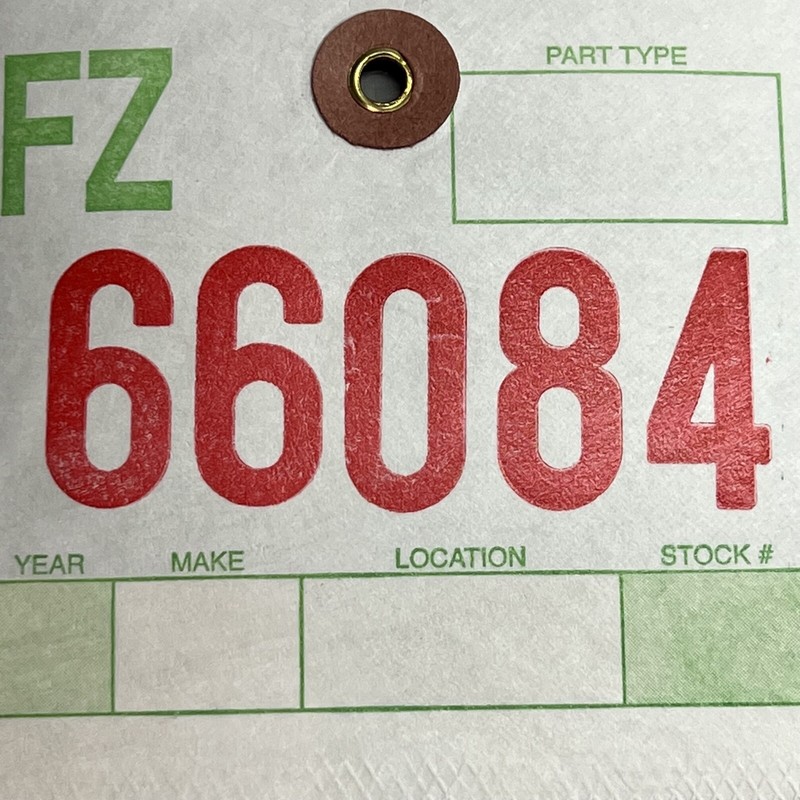 FZ
PART TYPE
66084
YEAR MAKE LOCATION STOCK #